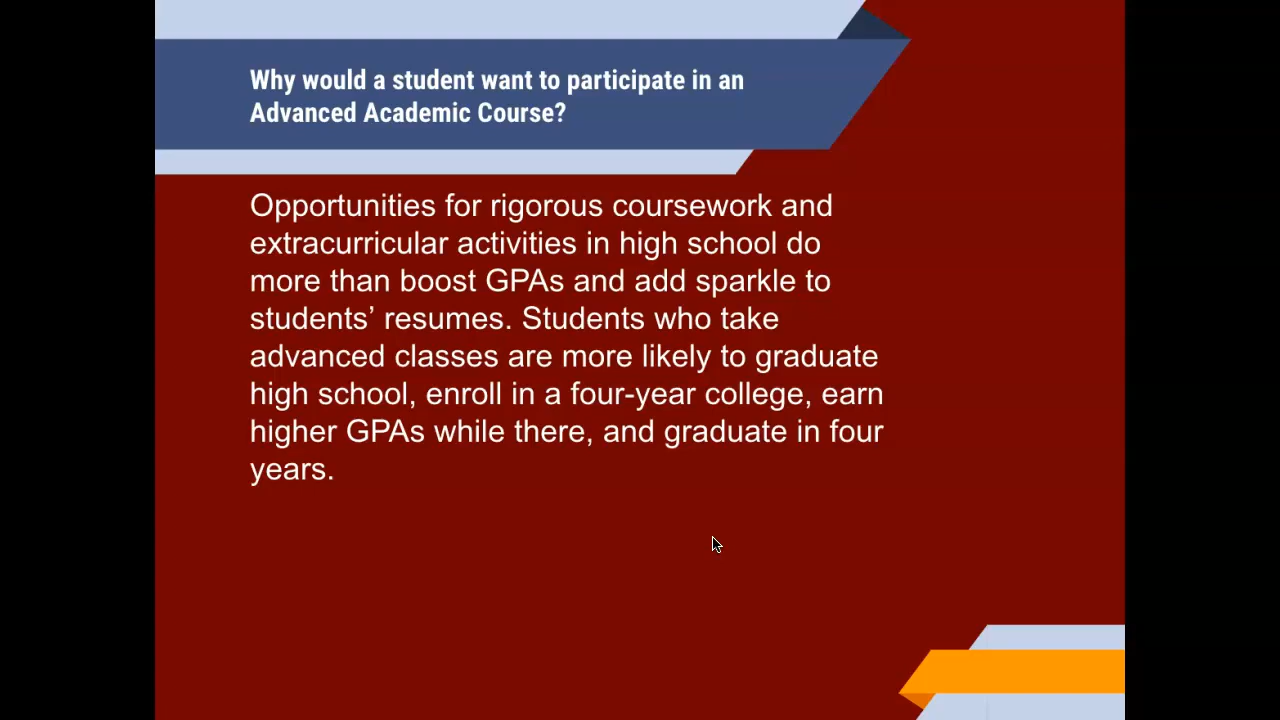 Why would a student want to participate in an
Advanced Academic Course?
Opportunities for rigorous coursework and
extracurricular activities in high school do
more than boost GPAs and add sparkle to
students’ resumes. Students who take
advanced classes are more likely to graduate
high school, enroll in a four-year college, earn
higher GPAs while there, and graduate in four
years.